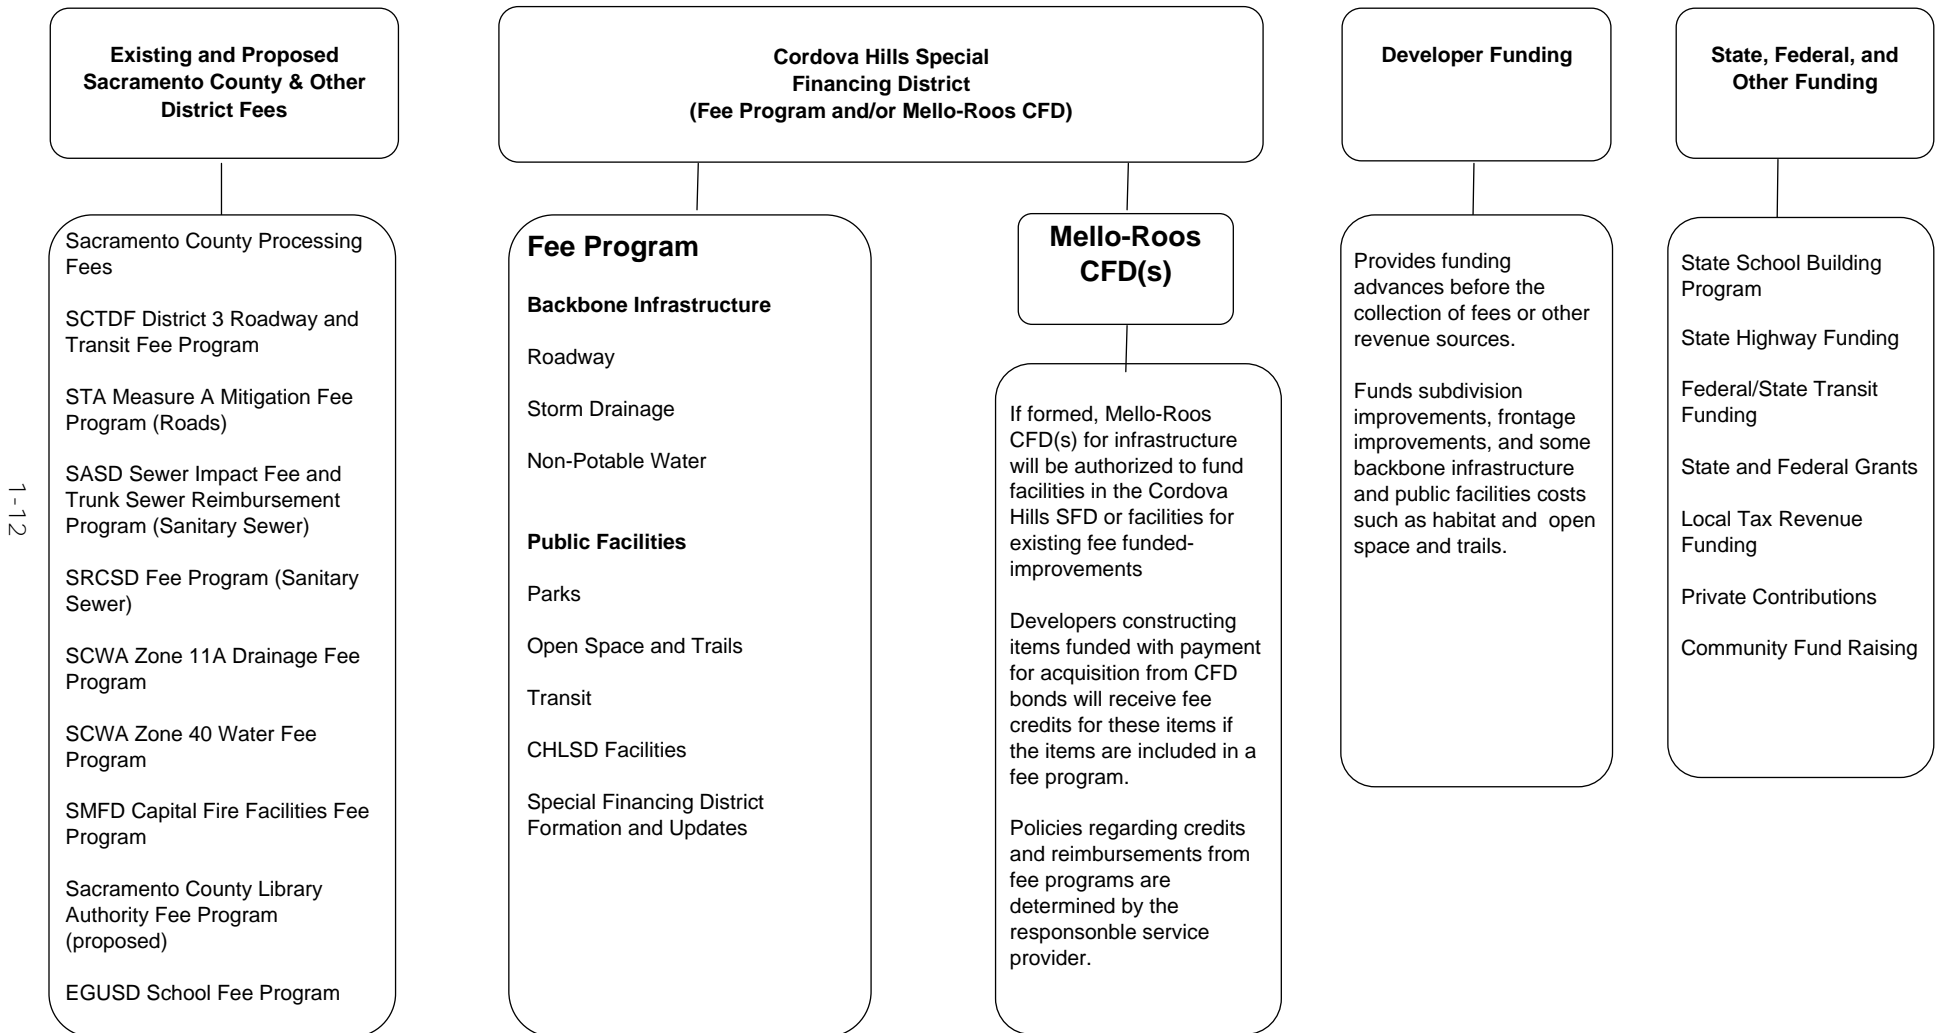 Existing and Proposed
Sacramento County & Other
District Fees
Sacramento County Processing
Fees
SCTDF District 3 Roadway and
Transit Fee Program
STA Measure A Mitigation Fee
Program (Roads)
SASD Sewer Impact Fee and
Trunk Sewer Reimbursement
Program (Sanitary Sewer)
SRCSD Fee Program (Sanitary
Sewer)
SCWA Zone 11A Drainage Fee
Program
SCWA Zone 40 Water Fee
Program
SMFD Capital Fire Facilities Fee
Program
Sacramento County Library
Authority Fee Program
(proposed)
EGUSD School Fee Program
Cordova Hills Special
Financing District
(Fee Program and/or Mello-Roos CFD)
Fee Program
Backbone Infrastructure
Roadway
Storm Drainage
Non-Potable Water
Public Facilities
Parks
Open Space and Trails
Transit
CHLSD Facilities
Special Financing District
Formation and Updates
Mello-Roos
CFD(s)
If formed, Mello-Roos
CFD(s) for infrastructure
will be authorized to fund
facilities in the Cordova
Hills SFD or facilities for
existing fee funded-
improvements
Developers constructing
items funded with payment
for acquisition from CFD
bonds will receive fee
credits for these items if
the items are included in a
fee program.
Policies regarding credits
and reimbursements from
fee programs are
determined by the
responsonble service
provider.
Developer Funding
Provides funding
advances before the
collection of fees or other
revenue sources.
Funds subdivision
improvements, frontage
improvements, and some
backbone infrastructure
and public facilities costs
such as habitat and  open
space and trails.
State, Federal, and
Other Funding
State School Building
Program
State Highway Funding
Federal/State Transit
Funding
State and Federal Grants
Local Tax Revenue
Funding
Private Contributions
Community Fund Raising
1-12